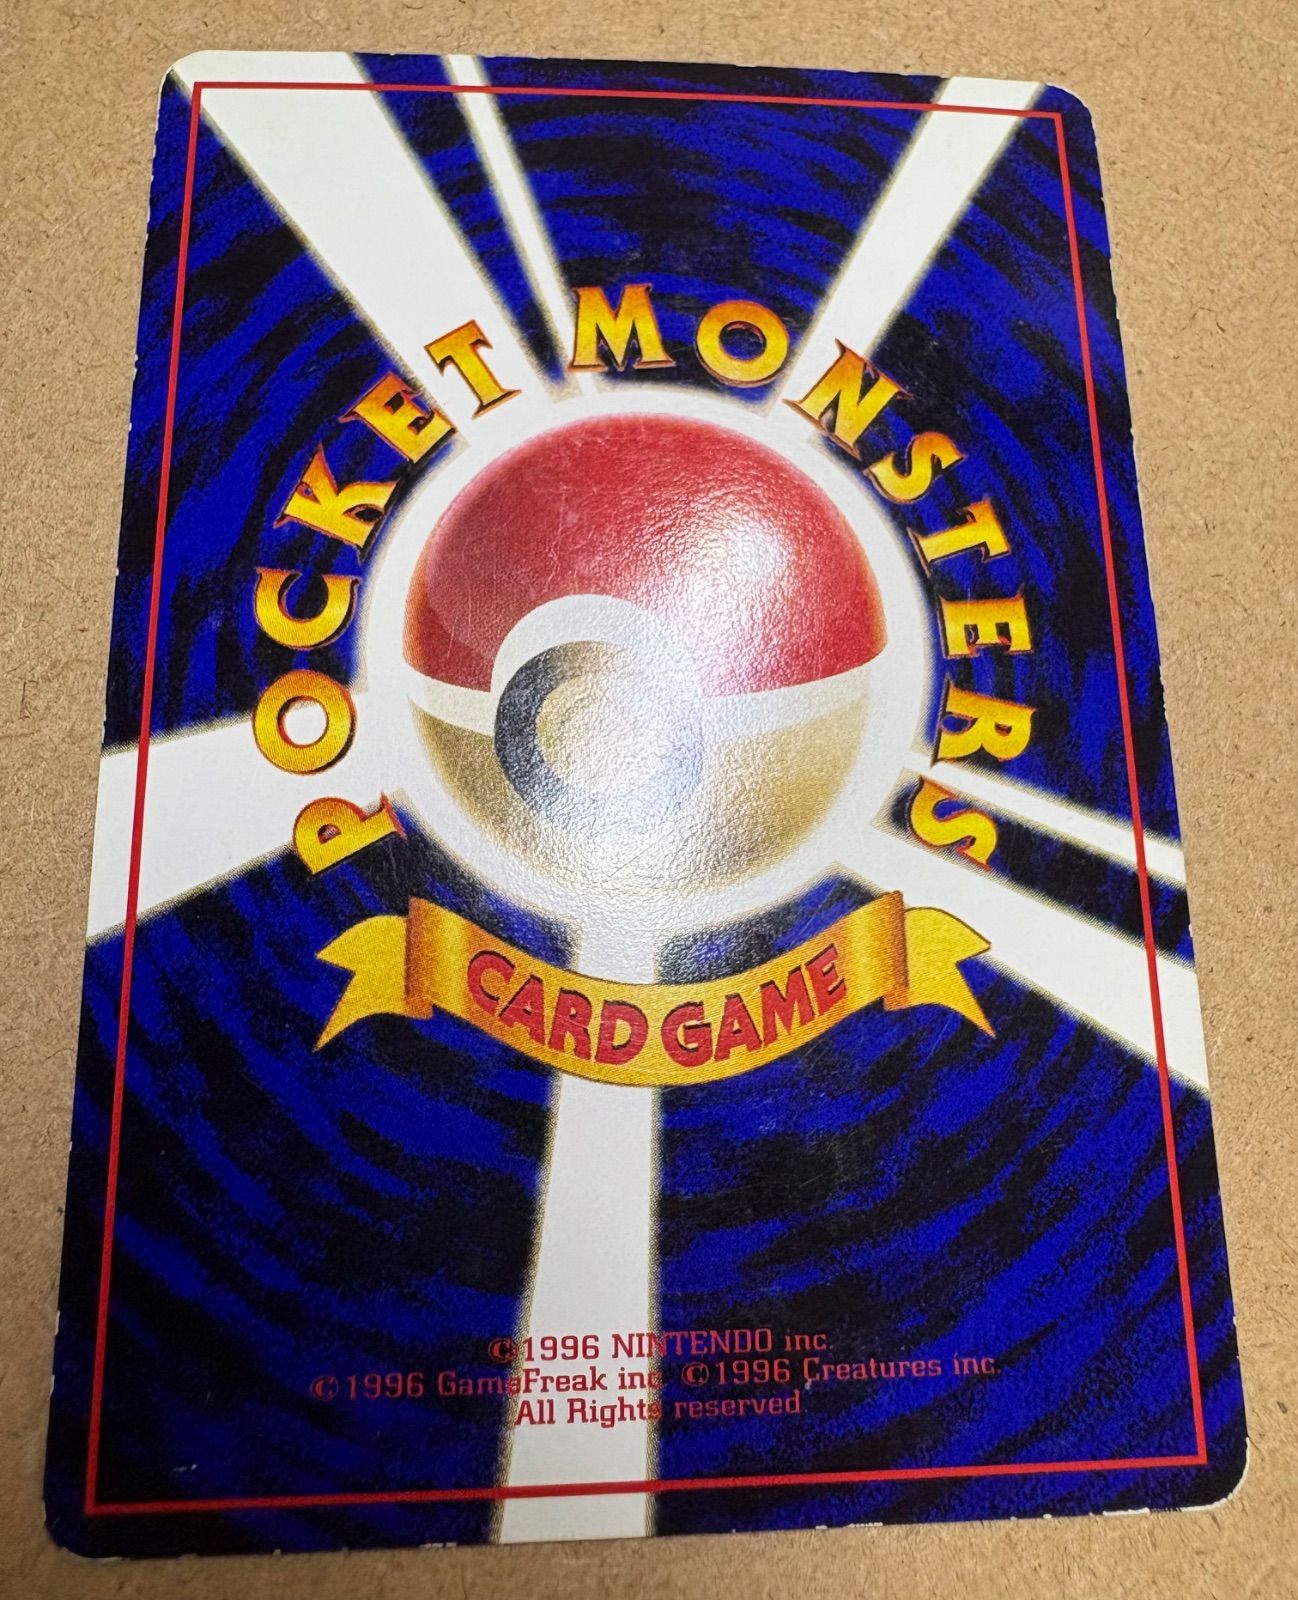 POCKET MONSTERS
CARD GAME
©1996 NINTENDO inc.
©1996 GameFreak inc. ©1996 Creatures inc.
All Rights reserved.